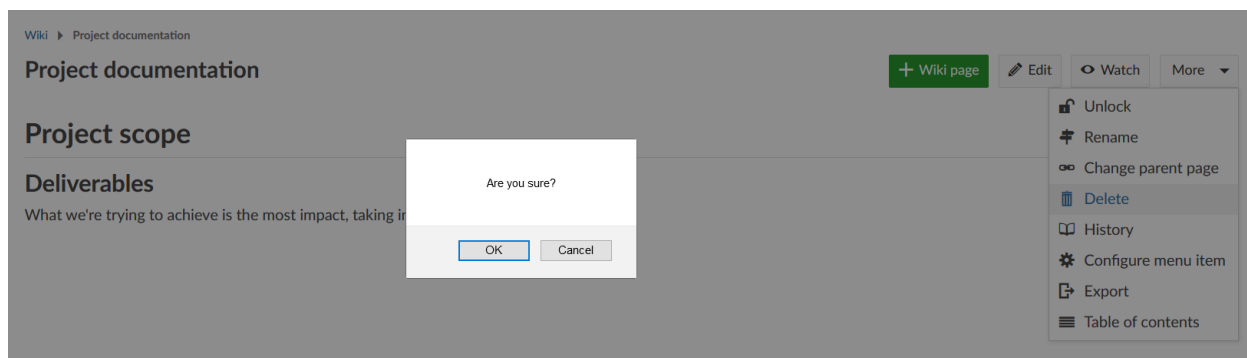 Wiki Project documentation
Project documentation
+ Wiki page Edit Watch More
Unlock
Project scope
Rename
Change parent page
Deliverables
Are you sure?
Delete
What we're trying to achieve is the most impact, taking
History
OK Cancel
Configure menu item
Export
Table of contents